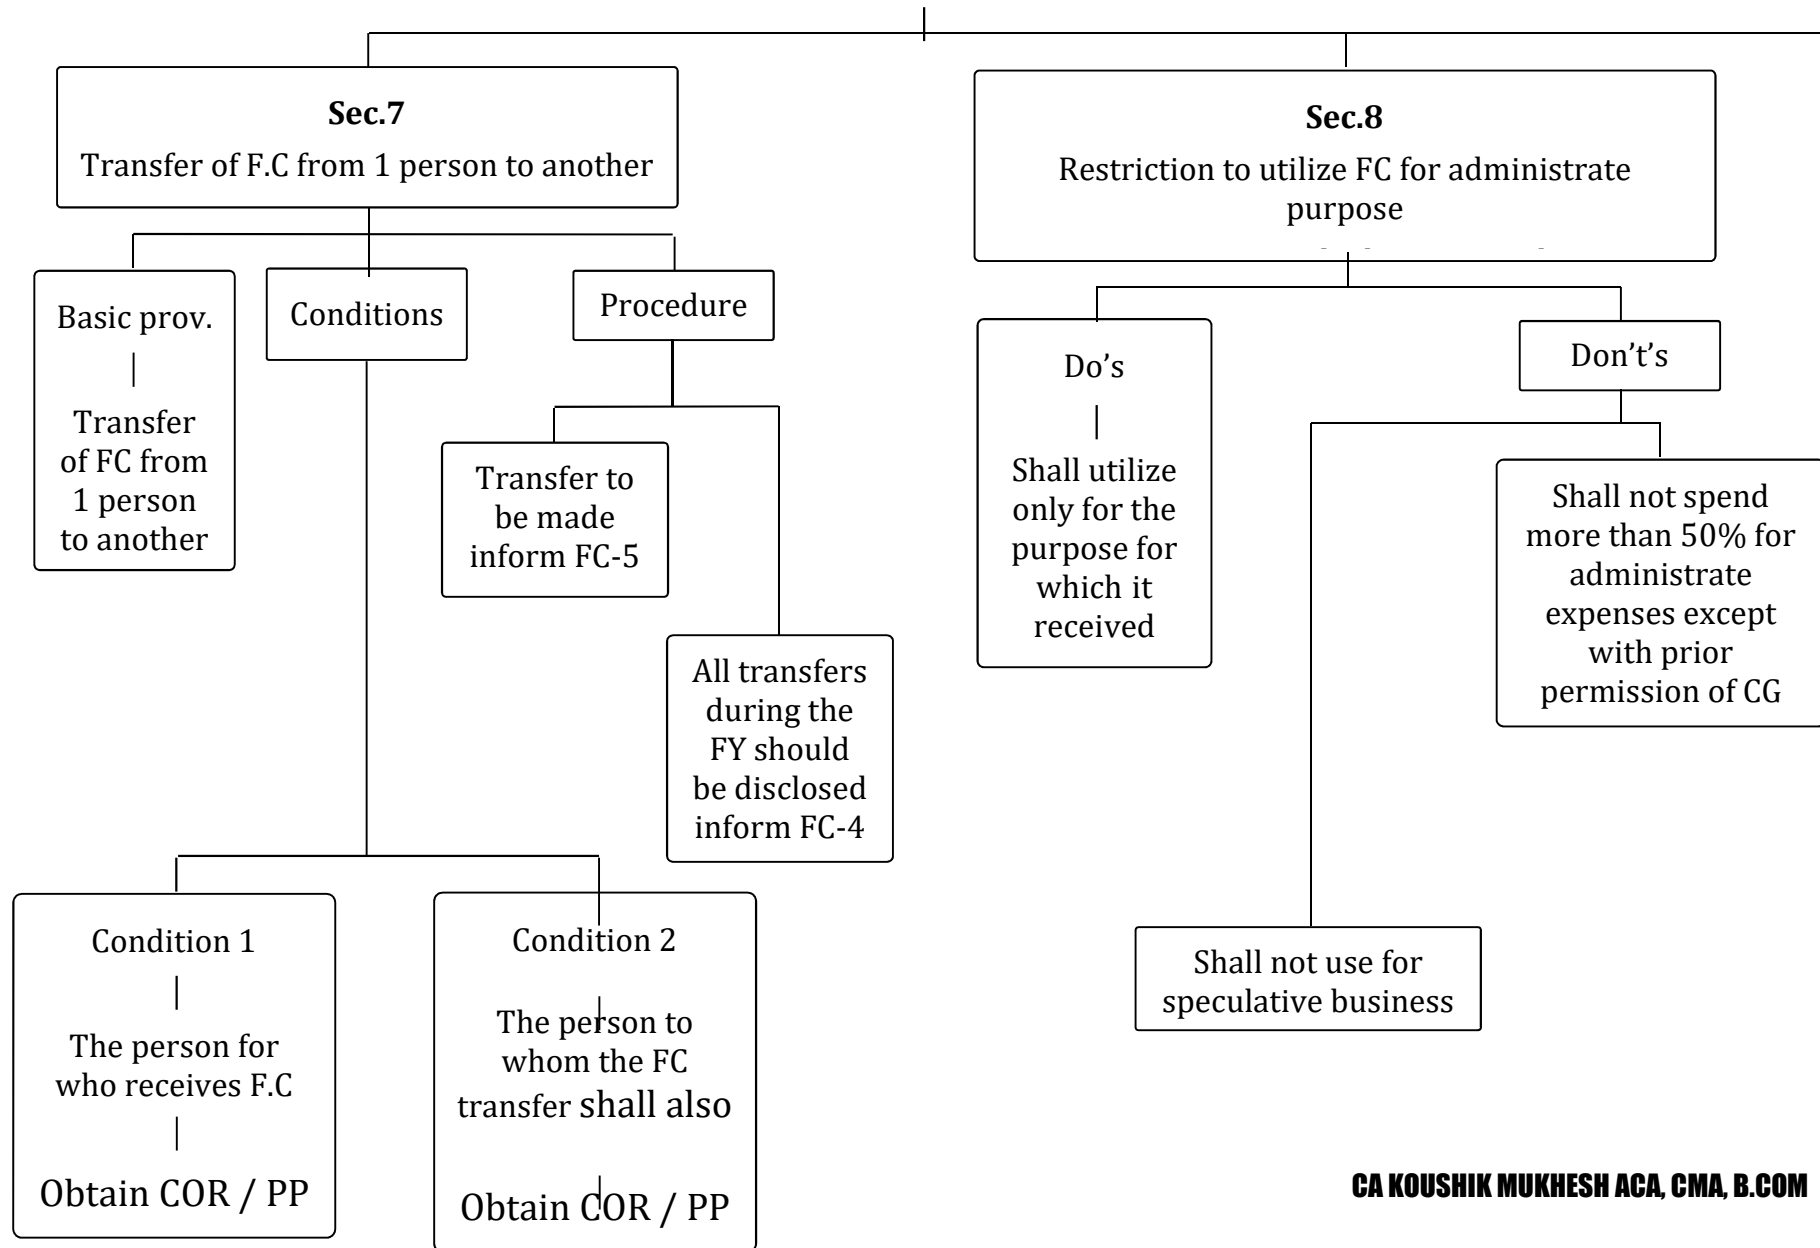 Sec.7
Transfer of F.C from 1 person to another
Basic prov.
Transfer
of FC from
1 person
to another
Conditions
Procedure
Transfer to
be made
inform FC-5
All transfers
during the
FY should
be disclosed
inform FC-4
Condition 1
The person for
who receives F.C
Obtain COR / PP
Condition 2
The person to
whom the FC
transfer shall also
Obtain COR / PP
Sec.8
Restriction to utilize FC for administrate
purpose
Do’s
Shall utilize
only for the
purpose for
which it
received
Don’t’s
Shall not spend
more than 50% for
administrate
expenses except
with prior
permission of CG
Shall not use for
speculative business
CA KOUSHIK MUKHESH ACA, CMA, B.COM